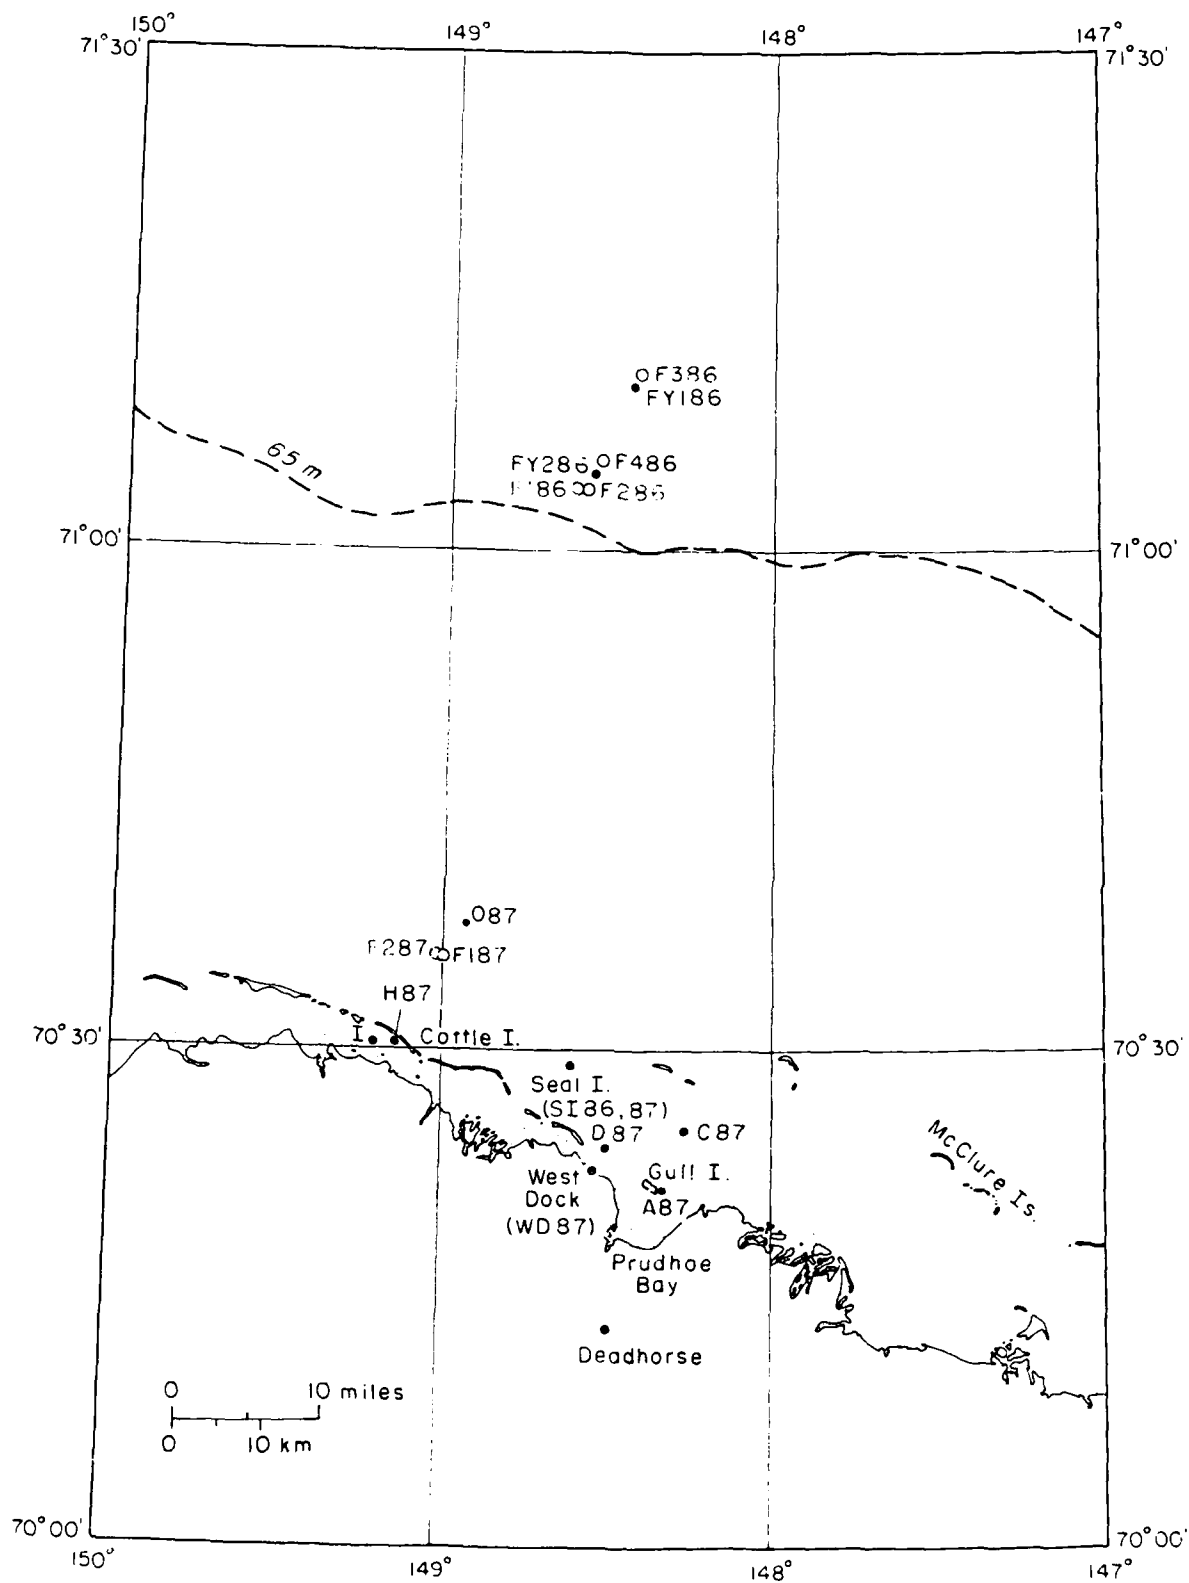 150° 149° 148° 147°
71°30' 71°30'
OF386
FY186
65 m
FY286 OF486
OF286
71°00' 71°00'
O87
F287 OF187
H87
70°30' I Cottle I. 70°30'
Seal I.
(SI86,87)
D87 C87
McClure Is.
West
Dock
(WD87)
Gull I.
A87
Prudhoe
Bay
Deadhorse
0 10 miles
0 10 km
70°00' 70°00'
150° 149° 148° 147°